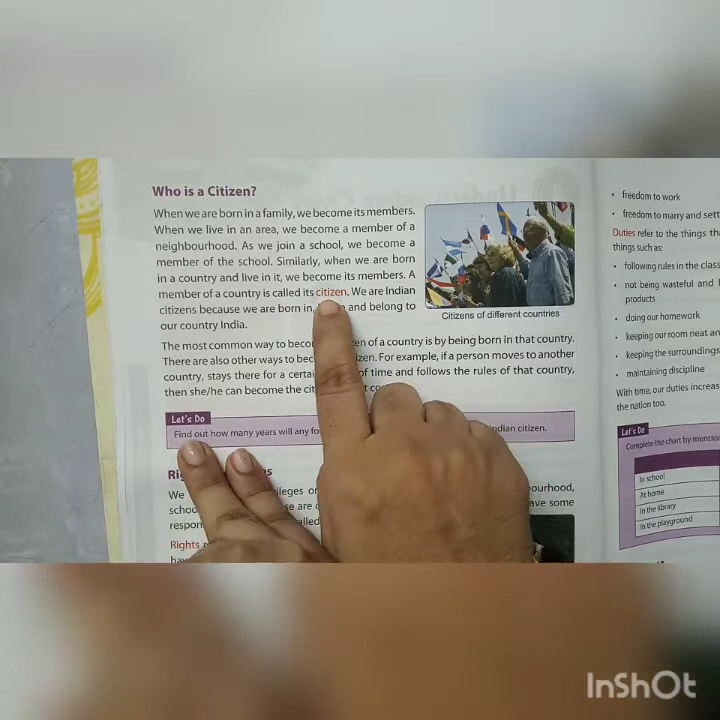 Who is a Citizen?
When we are born in a family, we become its members.
When we live in an area, we become a member of a
neighbourhood. As we join a school, we become a
member of the school. Similarly, when we are born
in a country and live in it, we become its members. A
member of a country is called its citizen. We are Indian
citizens because we are born in, and belong to
our country India.
Citizens of different countries
The most common way to of a country is by being born in that country.
There are also other ways to For example, if a person moves to another
country, stays there for a of time and follows the rules of that country,
then she/he can become the
Let's Do
Find out how many years will any Indian citizen.
We
Rights
freedom to work
freedom to marry and
Duties refer to the things
things such as:
following rules in the
not being wasteful and
products
doing our homework
keeping our room neat
keeping the surroundings
maintaining discipline
With time, our duties
the nation too.
Let's Do
Complete the chart by
In school
At home
In the library
In the playground
InShOt